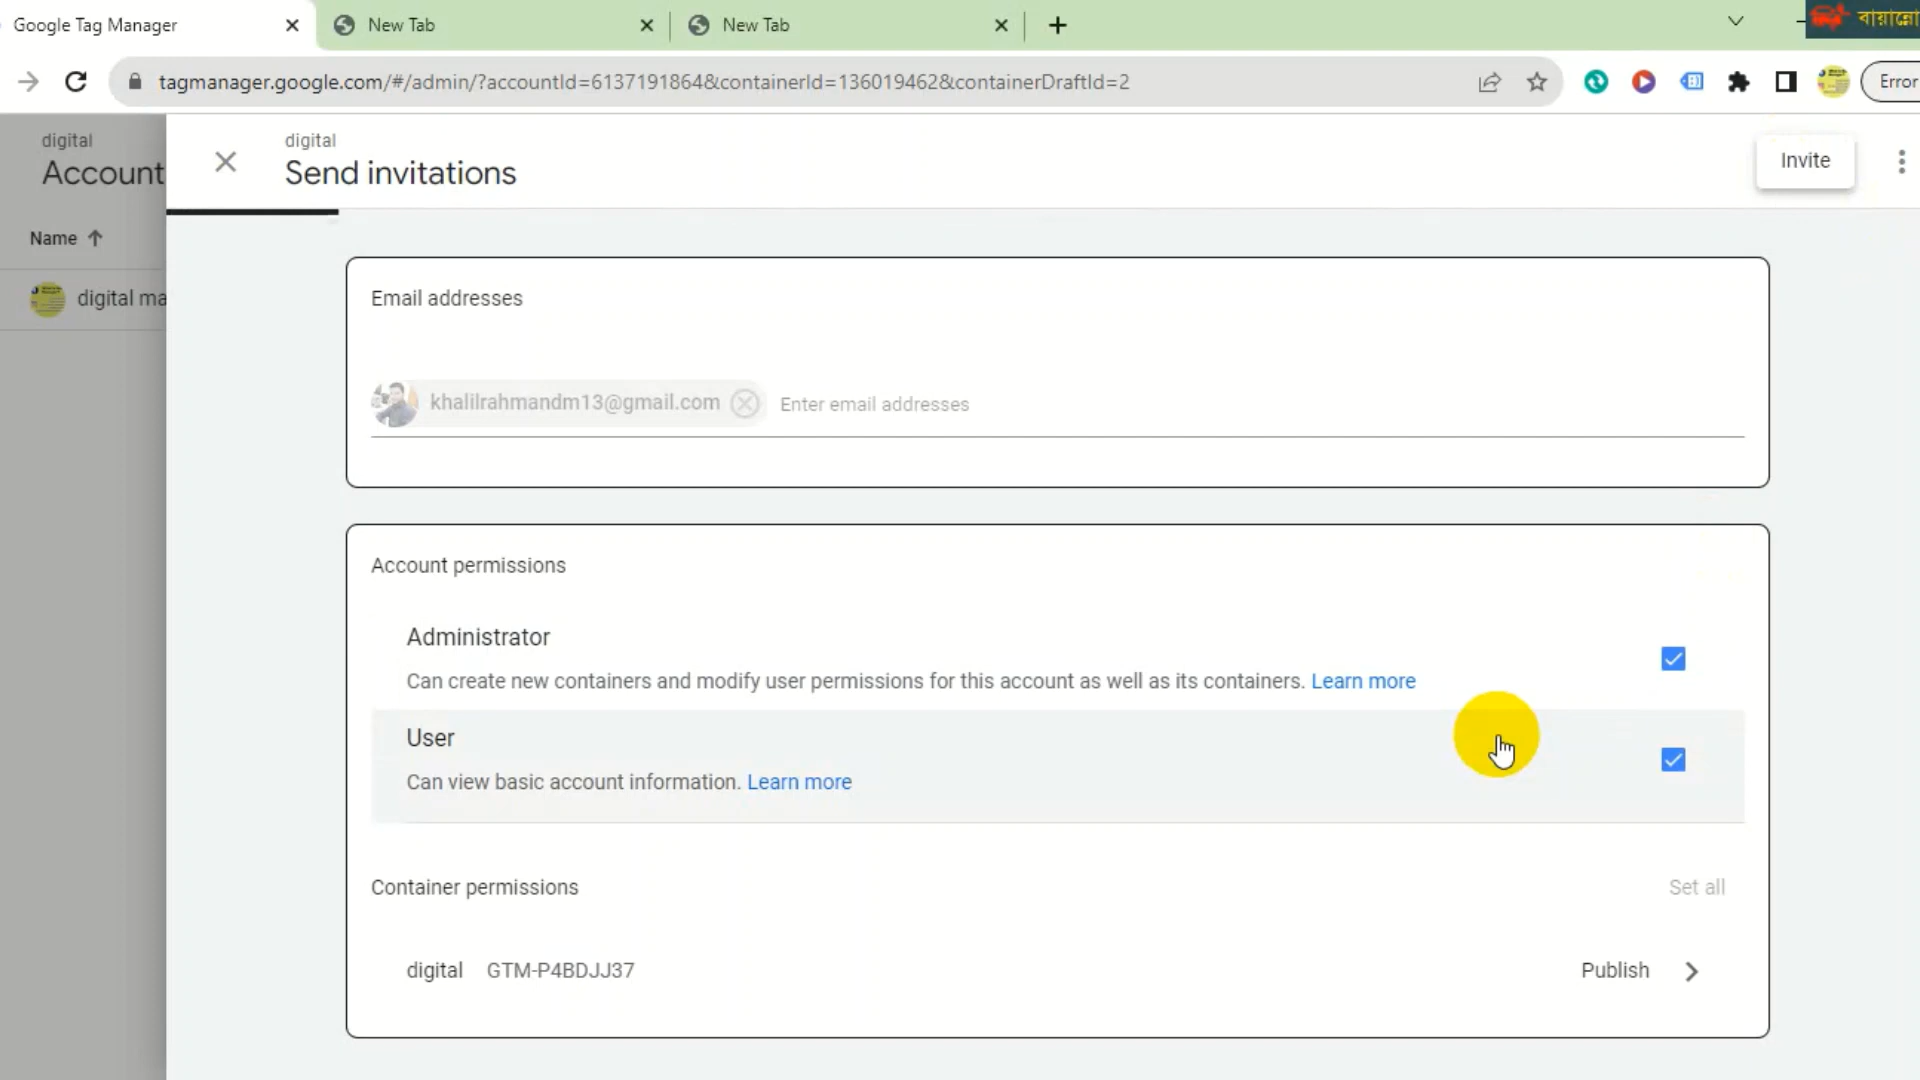 Google Tag Manager
New Tab
New Tab
বায়ান্নো
tagmanager.google.com/#/admin/?accountId=6137191864&containerId=136019462&containerDraftId=2
Error
digital
Account
digital
Send invitations
Invite
Name
digital ma
Email addresses
khalilrahmandm13@gmail.com
Enter email addresses
Account permissions
Administrator
Can create new containers and modify user permissions for this account as well as its containers. Learn more
User
Can view basic account information. Learn more
Container permissions
Set all
digital GTM-P4BDJJ37
Publish